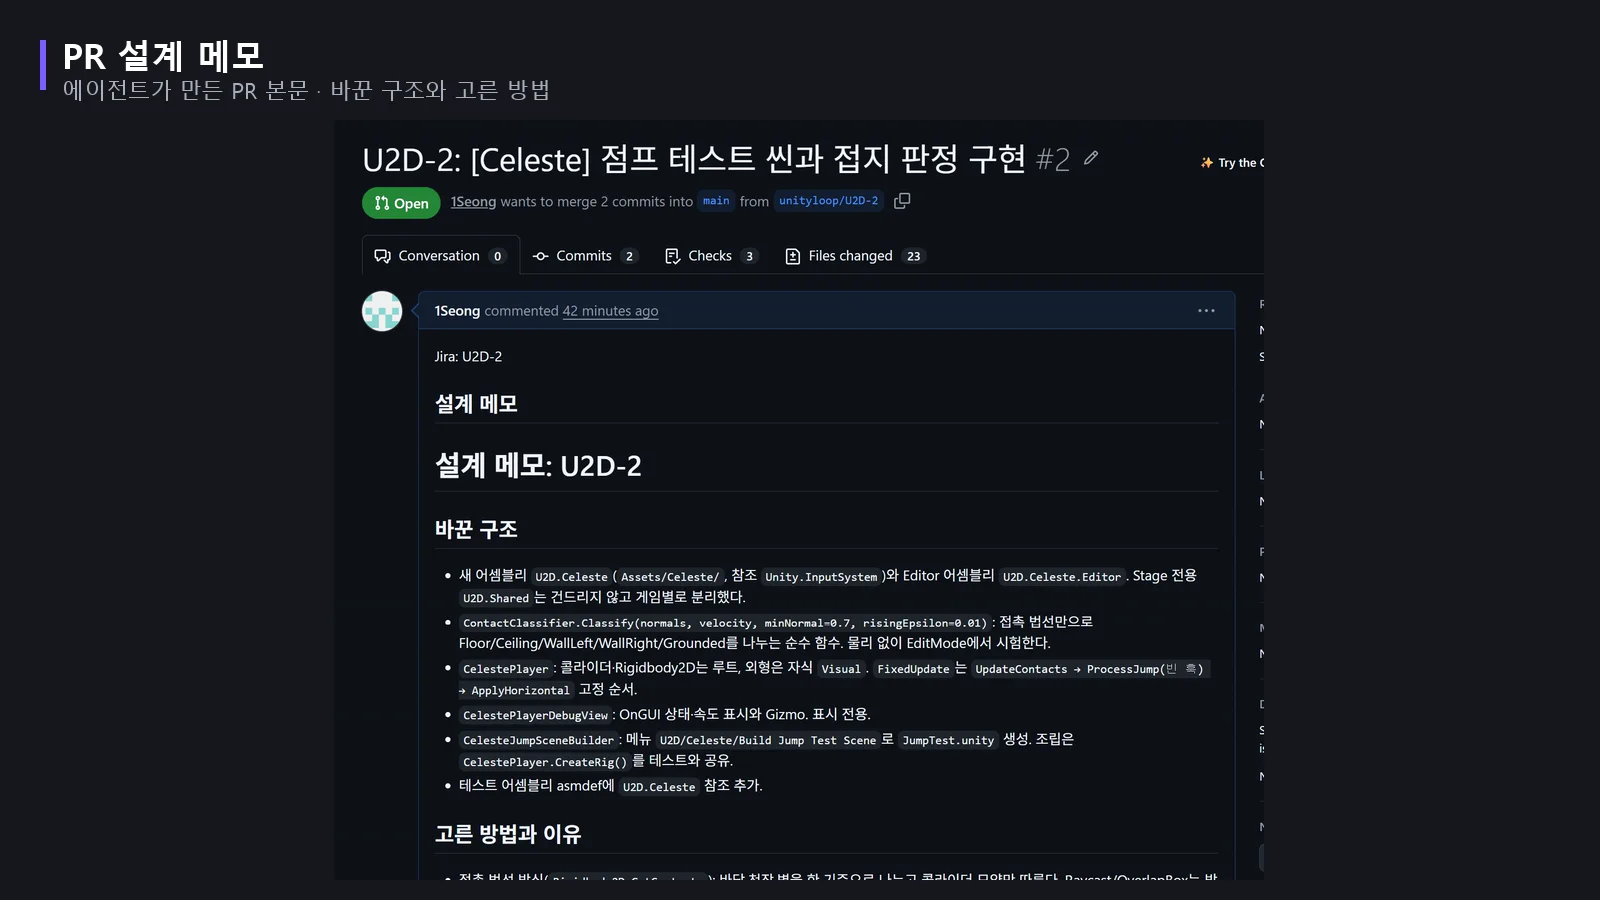 PR 설계 메모
에이전트가 만든 PR 본문 · 바꾼 구조와 고른 방법
U2D-2: [Celeste] 점프 테스트 씬과 접지 판정 구현 #2
Try the
Open 1Seong wants to merge 2 commits into main from unityloop/U2D-2
Conversation 0 Commits 2 Checks 3 Files changed 23
1Seong commented 42 minutes ago
Jira: U2D-2
설계 메모
설계 메모: U2D-2
바꾼 구조
• 새 어셈블리 U2D.Celeste (Assets/Celeste/, 참조 Unity.InputSystem)와 Editor 어셈블리 U2D.Celeste.Editor. Stage 전용
U2D.Shared 는 건드리지 않고 게임별로 분리했다.
• ContactClassifier.Classify(normals, velocity, minNormal=0.7, risingEpsilon=0.01) : 접촉 법선만으로
Floor/Ceiling/WallLeft/WallRight/Grounded를 나누는 순수 함수. 물리 없이 EditMode에서 시험한다.
• CelestePlayer : 콜라이더·Rigidbody2D는 루트, 외형은 자식 Visual. FixedUpdate 는 UpdateContacts → ProcessJump(빈 훅)
→ ApplyHorizontal 고정 순서.
• CelestePlayerDebugView : OnGUI 상태·속도 표시와 Gizmo. 표시 전용.
• CelesteJumpSceneBuilder : 메뉴 U2D/Celeste/Build Jump Test Scene 로 JumpTest.unity 생성. 조립은
CelestePlayer.CreateRig() 를 테스트와 공유.
• 테스트 어셈블리 asmdef에 U2D.Celeste 참조 추가.
고른 방법과 이유